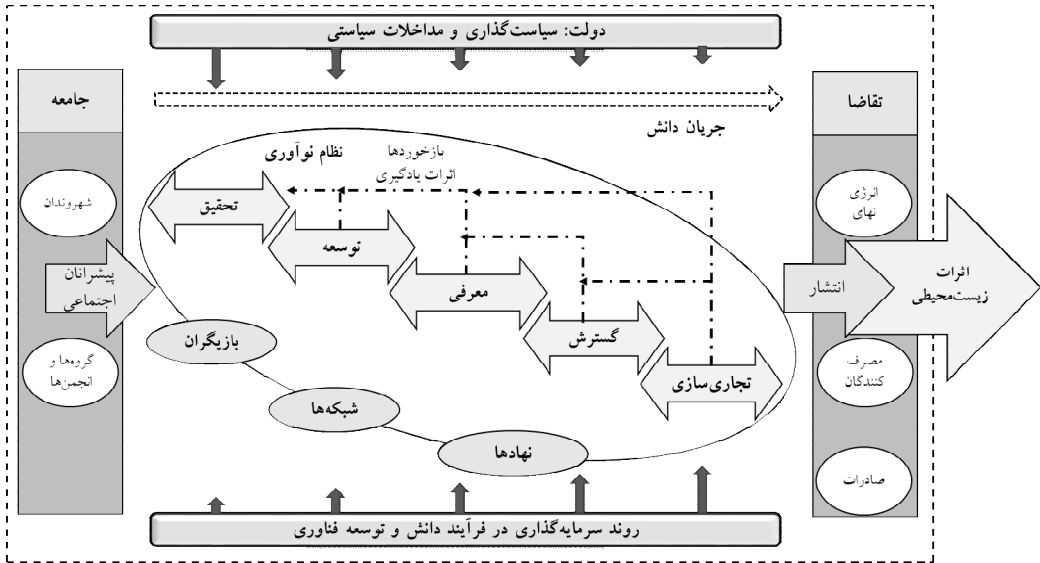 دولت: سیاست‌گذاری و مداخلات سیاستی
جامعه
تقاضا
جریان دانش
نظام نوآوری
بازخوردها
اثرات یادگیری
شهروندان
تحقیق
انرژی
نهای
توسعه
پیشرانان
اجتماعی
معرفی
انتشار
اثرات
زیست‌محیطی
بازیگران
گسترش
گروه‌ها و
انجمن‌ها
مصرف
کنندگان
تجاری‌سازی
شبکه‌ها
نهادها
صادرات
روند سرمایه‌گذاری در فرآیند دانش و توسعه فناوری